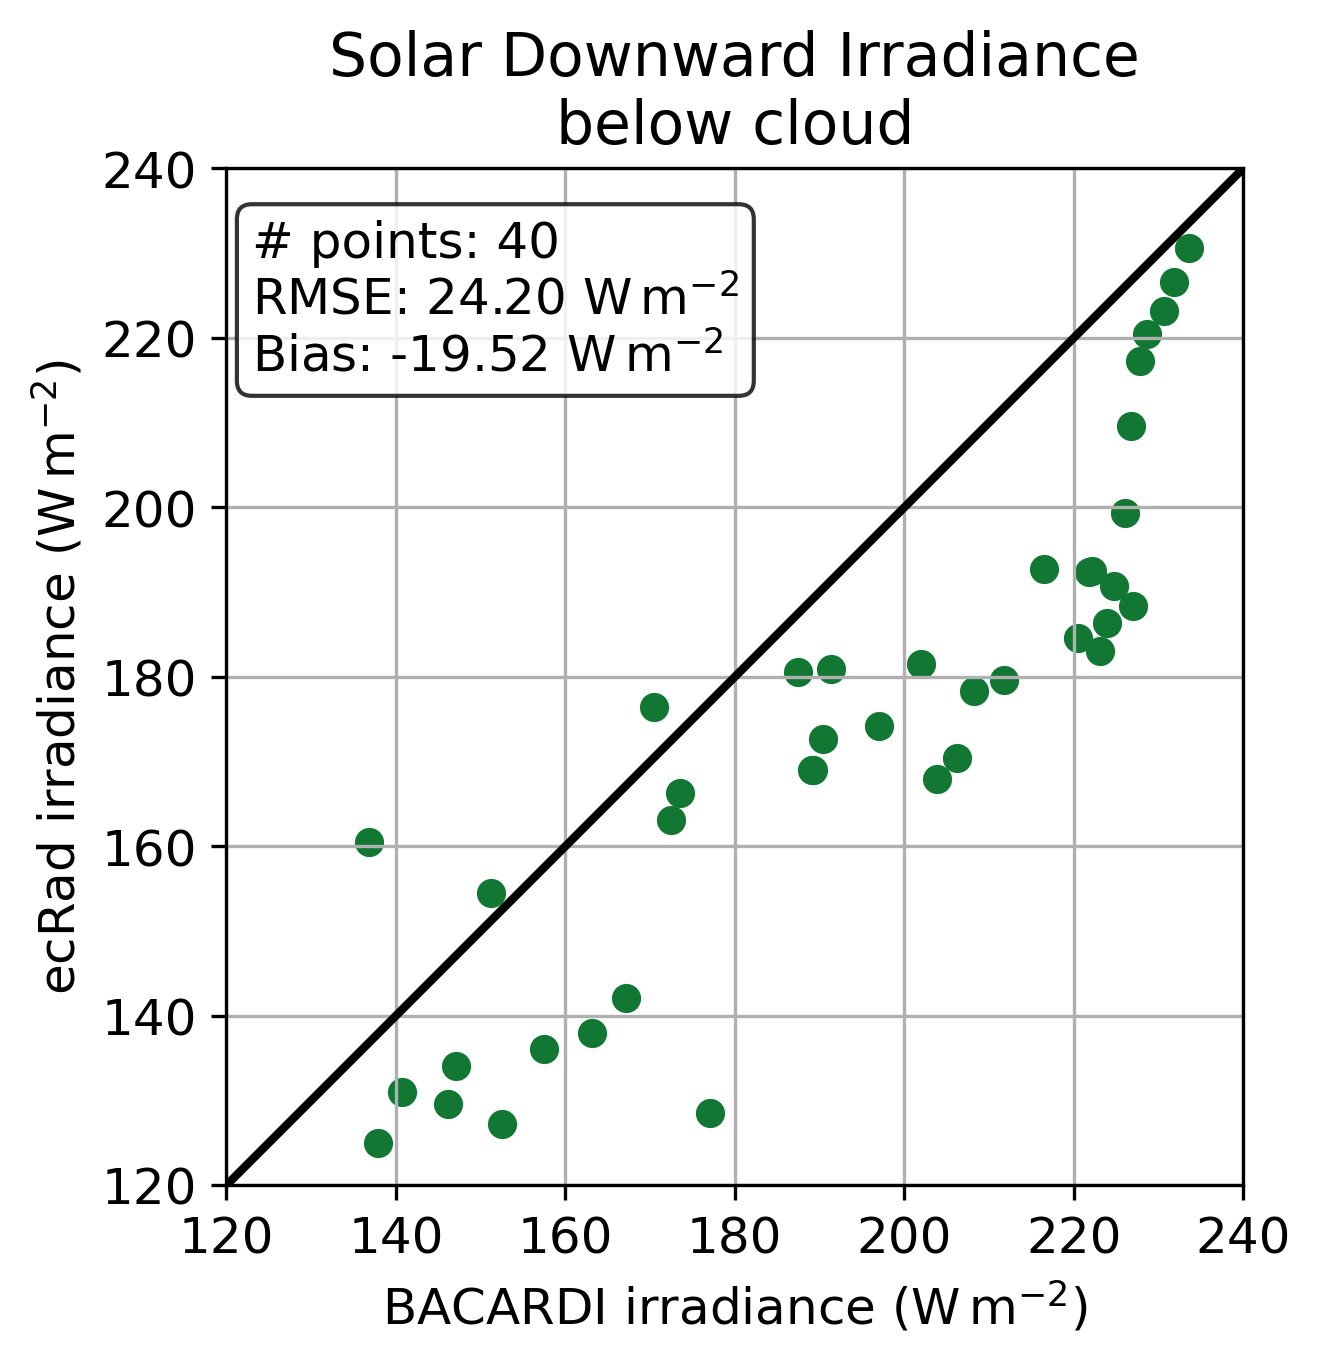 Solar Downward Irradiance
below cloud
# points: 40
RMSE: 24.20 W m⁻²
Bias: -19.52 W m⁻²
ecRad irradiance (W m⁻²)
240
220
200
180
160
140
120
120 140 160 180 200 220 240
BACARDI irradiance (W m⁻²)